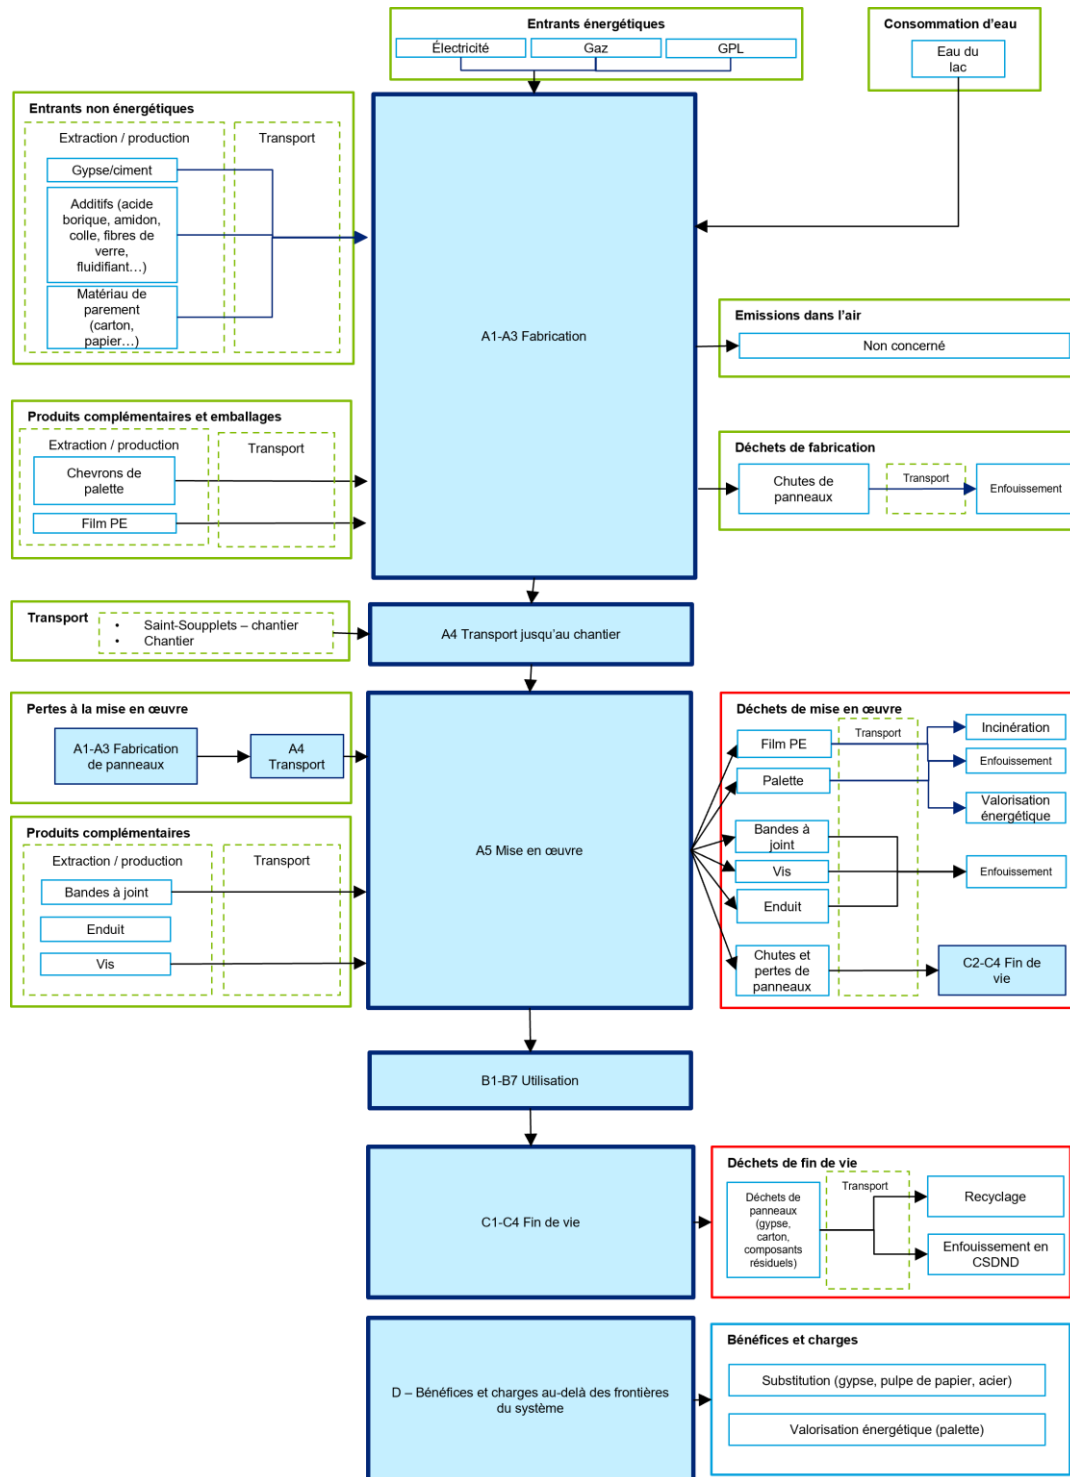 Entrants énergétiques
Électricité
Gaz
GPL
Consommation d'eau
Eau du
lac
Entrants non énergétiques
Extraction / production
Transport
Gypse/ciment
Additifs (acide
borique, amidon,
colle, fibres de
verre,
fluidifiant…)
Matériau de
parement
(carton,
papier…)
A1-A3 Fabrication
Emissions dans l'air
Non concerné
Produits complémentaires et emballages
Extraction / production
Transport
Chevrons de
palette
Film PE
Déchets de fabrication
Chutes de
panneaux
Transport
Enfouissement
Transport
• Saint-Soupplets – chantier
• Chantier
A4 Transport jusqu'au chantier
Pertes à la mise en œuvre
A1-A3 Fabrication
de panneaux
A4
Transport
Produits complémentaires
Extraction / production
Transport
Bandes à joint
Enduit
Vis
A5 Mise en œuvre
Déchets de mise en œuvre
Transport
Film PE
Palette
Bandes à
joint
Vis
Enduit
Chutes et
pertes de
panneaux
Incinération
Enfouissement
Valorisation
énergétique
Enfouissement
C2-C4 Fin de
vie
B1-B7 Utilisation
C1-C4 Fin de vie
Déchets de fin de vie
Déchets de
panneaux
(gypse,
carton,
composants
résiduels)
Transport
Recyclage
Enfouissement en
CSDND
D – Bénéfices et charges au-delà des frontières
du système
Bénéfices et charges
Substitution (gypse, pulpe de papier, acier)
Valorisation énergétique (palette)